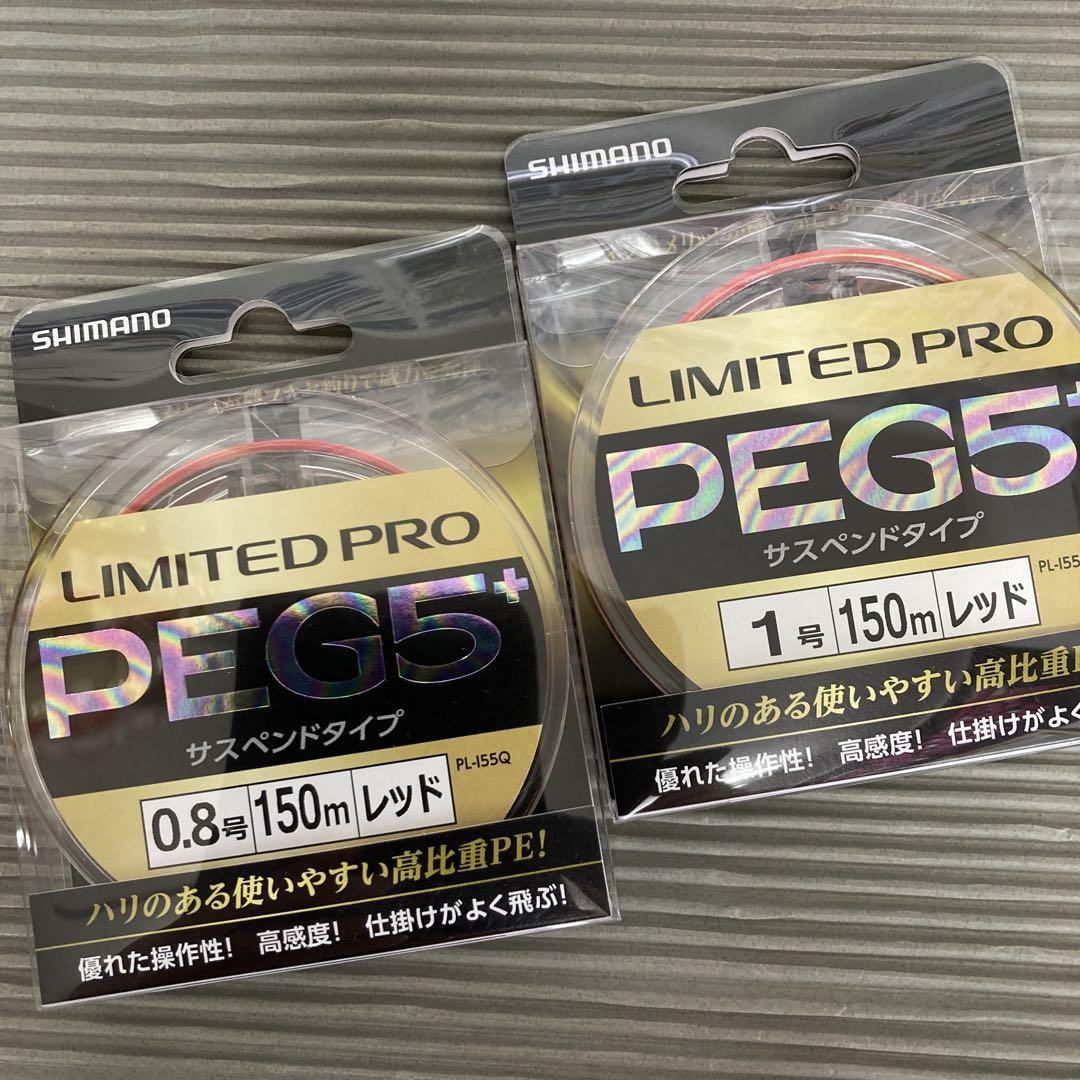 SHIMANO
LIMITED PRO
PEG5+
サスペンドタイプ
PL-I55Q
0.8号 150m レッド
ハリのある使いやすい高比重PE!
優れた操作性! 高感度! 仕掛けがよく飛ぶ!
SHIMANO
LIMITED PRO
PEG5+
サスペンドタイプ
PL-I55
1号 150m レッド
ハリのある使いやすい高比重
優れた操作性! 高感度! 仕掛けがよく